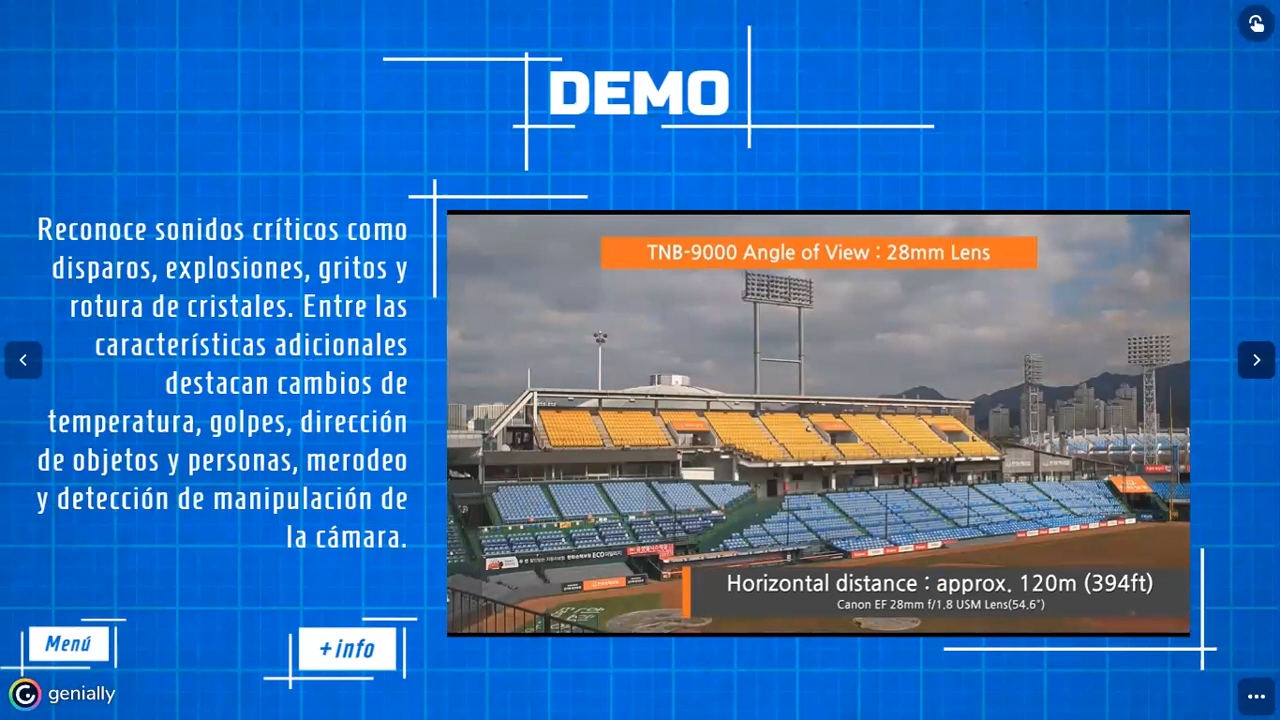 DEMO
Reconoce sonidos críticos como
disparos, explosiones, gritos y
rotura de cristales. Entre las
características adicionales
destacan cambios de
temperatura, golpes, dirección
de objetos y personas, merodeo
y detección de manipulación de
la cámara.
TNB-9000 Angle of View : 28mm Lens
Horizontal distance : approx. 120m (394ft)
Canon EF 28mm f/1.8 USM Lens(54.6°)
Menú
+info
genially